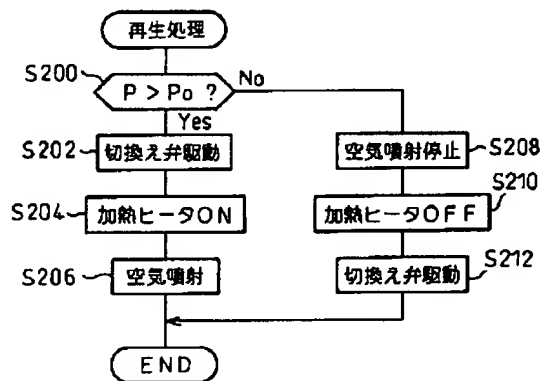 再生処理
S200
P > Po ?
No
Yes
S202
切換え弁駆動
空気噴射停止
S208
S204
加熱ヒータON
加熱ヒータOFF
S210
S206
空気噴射
切換え弁駆動
S212
END